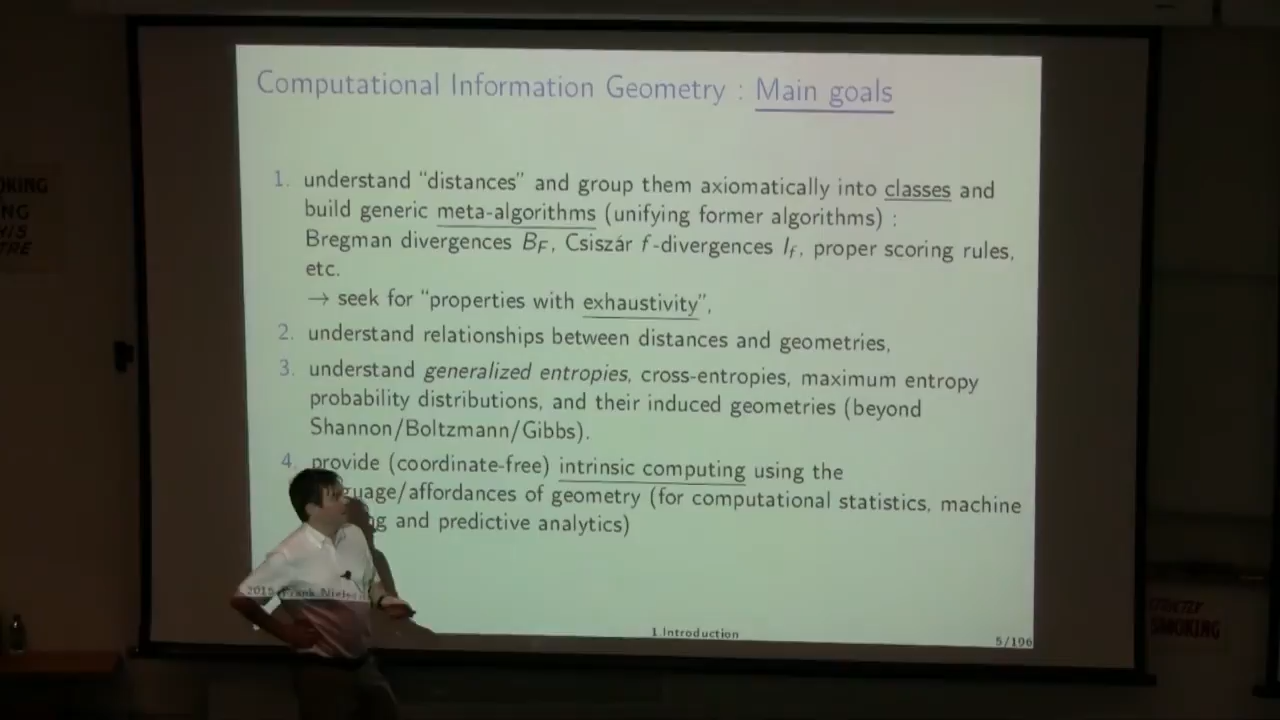 Computational Information Geometry : Main goals
1. understand “distances” and group them axiomatically into classes and
build generic meta-algorithms (unifying former algorithms) :
Bregman divergences B_F, Csiszár f-divergences I_f, proper scoring rules,
etc.
→ seek for “properties with exhaustivity”,
2. understand relationships between distances and geometries,
3. understand generalized entropies, cross-entropies, maximum entropy
probability distributions, and their induced geometries (beyond
Shannon/Boltzmann/Gibbs).
4. provide (coordinate-free) intrinsic computing using the
/affordances of geometry (for computational statistics, machine
and predictive analytics)
2015 Frank
1.Introduction
5/196
STRICTLY
SMOKING